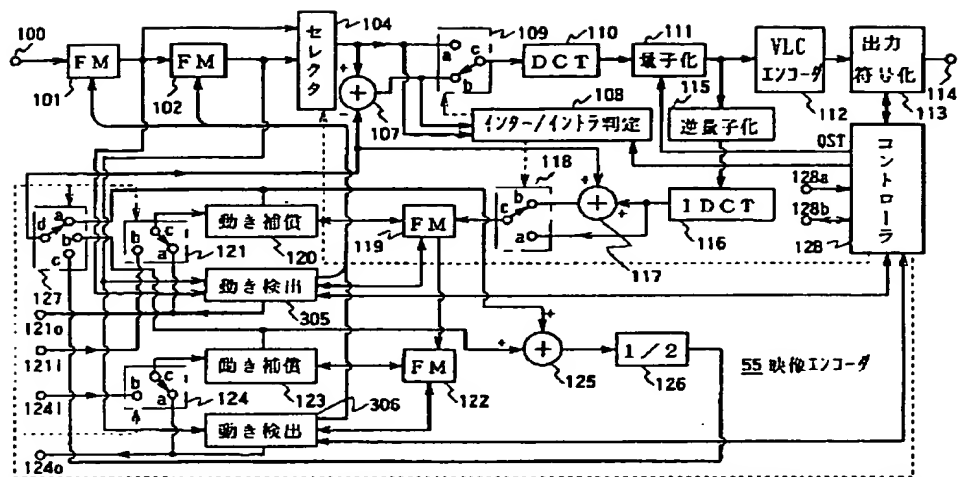 100
FM
101
FM
102
セレクタ
104
a
b
c
109
DCT
110
量子化
111
VLC
エンコーダ
112
出力
符号化
113
114
+
-
+
107
インター/イントラ判定
108
逆量子化
115
QST
128a
128b
コントローラ
128
IDCT
116
+
+
+
117
118
a
b
c
FM
119
動き補償
120
a
b
c
121
動き検出
305
a
b
c
d
127
121o
121i
動き補償
123
a
b
c
124
124i
124o
動き検出
306
FM
122
+
+
+
125
1/2
126
55 映像エンコーダ